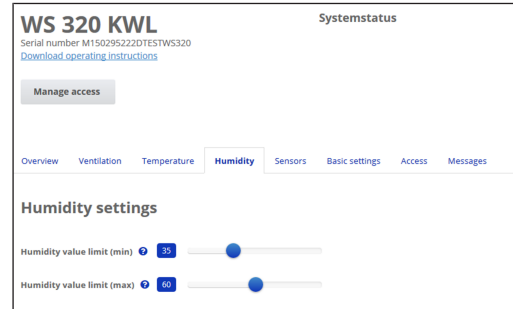 WS 320 KWL
Systemstatus
Serial number M150295222DTESTWS320
Download operating instructions
Manage access
Overview Ventilation Temperature Humidity Sensors Basic settings Access Messages
Humidity settings
Humidity value limit (min) ? 35
Humidity value limit (max) ? 60